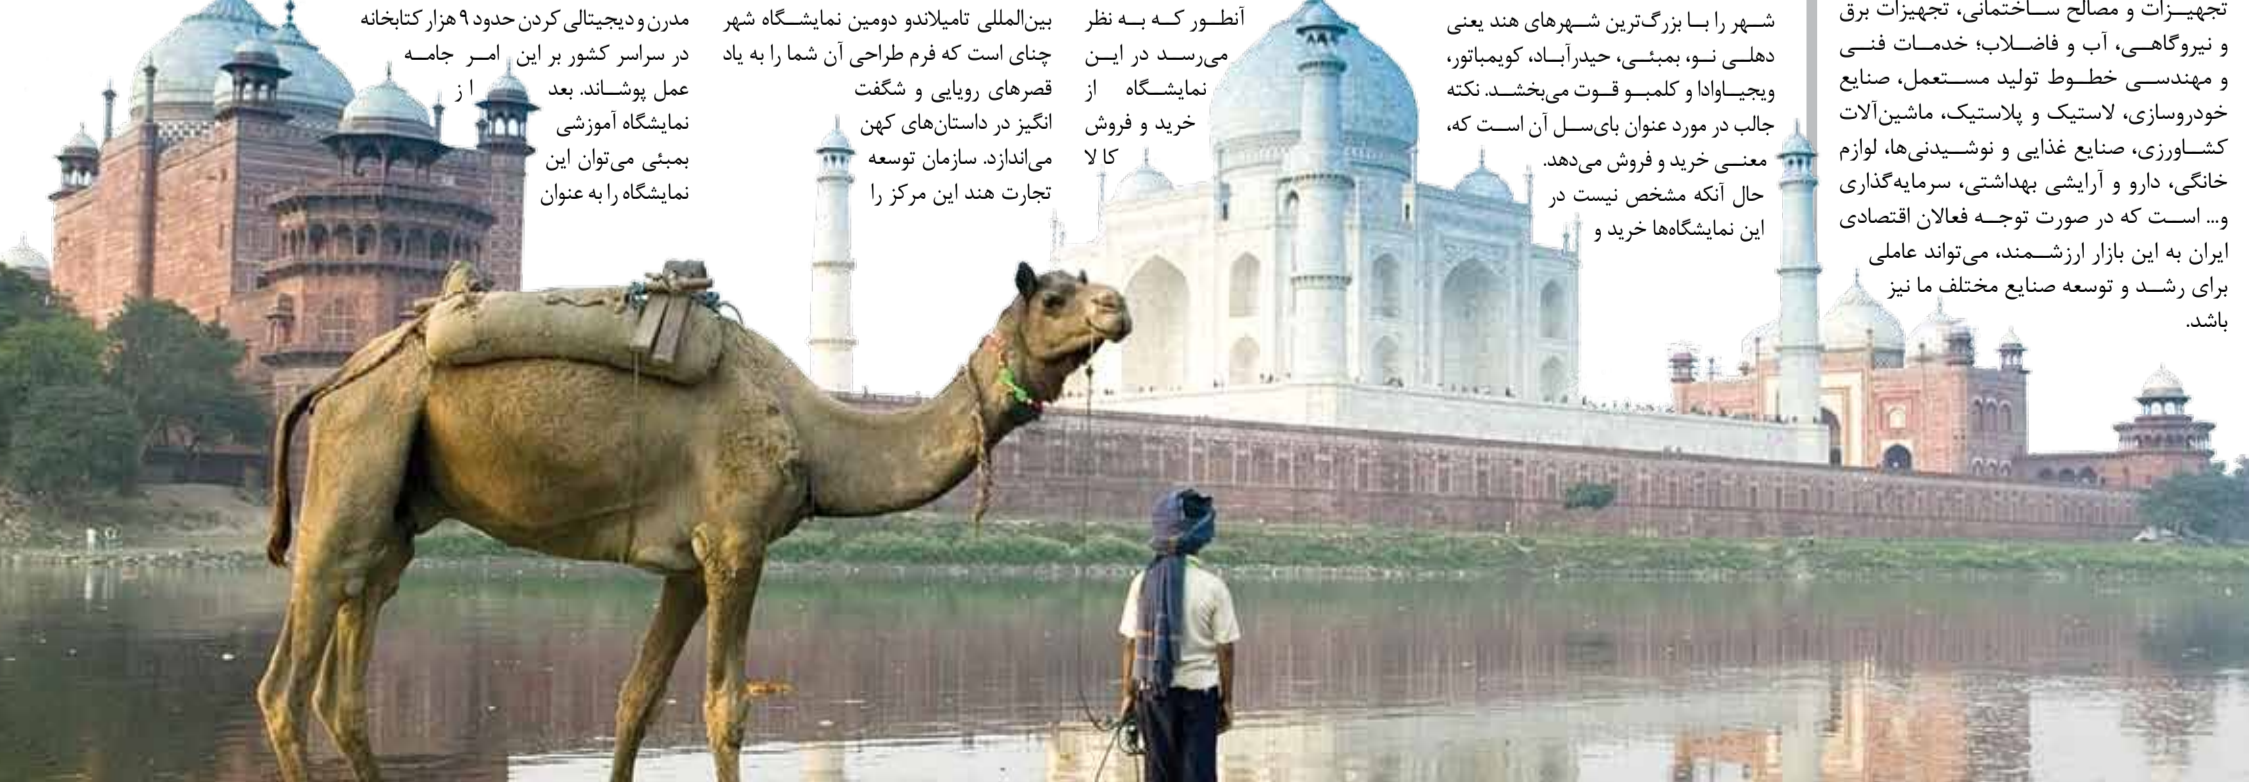 تجهیزات و مصالح ساختمانی، تجهیزات برق
و نیروگاهی، آب و فاضلاب؛ خدمات فنی
و مهندسی خطوط تولید مستعمل، صنایع
خودروسازی، لاستیک و پلاستیک، ماشین‌آلات
کشاورزی، صنایع غذایی و نوشیدنی‌ها، لوازم
خانگی، دارو و آرایشی بهداشتی، سرمایه‌گذاری
و... است که در صورت توجه فعالان اقتصادی
ایران به این بازار ارزشمند، می‌تواند عاملی
برای رشد و توسعه صنایع مختلف ما نیز
باشد.
شهر را با بزرگ‌ترین شهرهای هند یعنی
دهلی نو، بمبئی، حیدرآباد، کویمباتور،
ویجیاوادا و کلمبو قوت می‌بخشد. نکته
جالب در مورد عنوان بای‌سل آن است که،
معنی خرید و فروش می‌دهد.
حال آنکه مشخص نیست در
این نمایشگاه‌ها خرید و
آنطور که به نظر
می‌رسد در این
نمایشگاه از
خرید و فروش
کالا
بین‌المللی تامیلاندو دومین نمایشگاه شهر
چنای است که فرم طراحی آن شما را به یاد
قصرهای رویایی و شگفت
انگیز در داستان‌های کهن
می‌اندازد. سازمان توسعه
تجارت هند این مرکز را
مدرن و دیجیتالی کردن حدود ۹ هزار کتابخانه
در سراسر کشور بر این امر جامه
عمل پوشاند. بعد از
نمایشگاه آموزشی
بمبئی می‌توان این
نمایشگاه را به عنوان